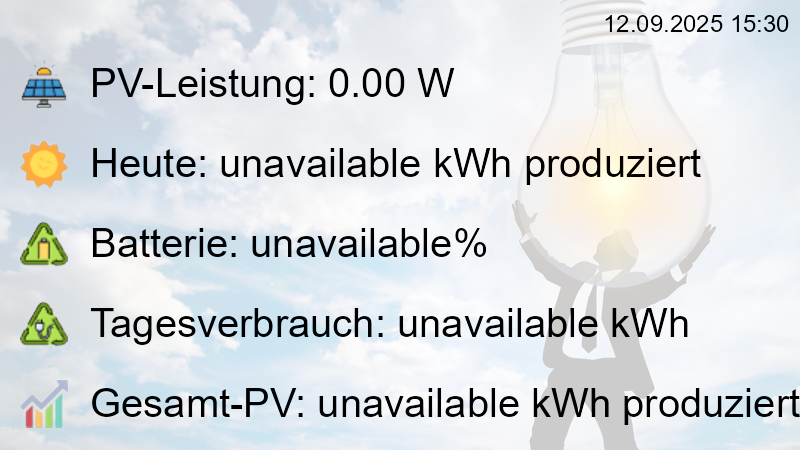 12.09.2025 15:30
PV-Leistung: 0.00 W
Heute: unavailable kWh produziert
Batterie: unavailable%
Tagesverbrauch: unavailable kWh
Gesamt-PV: unavailable kWh produziert